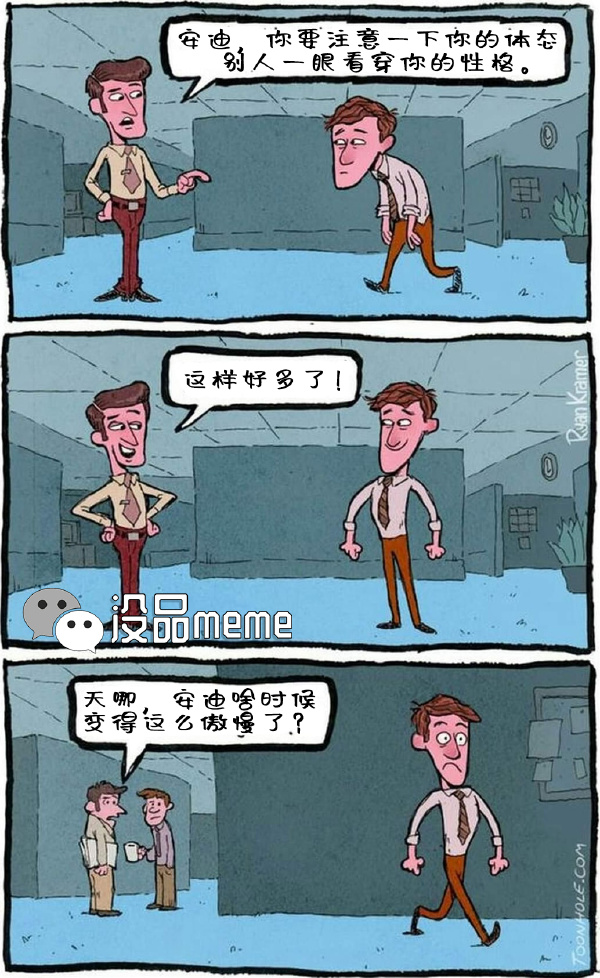 安迪，你要注意一下你的体态
别人一眼看穿你的性格。
这样好多了！
Ryan Kramer
没品meme
天哪，安迪啥时候
变得这么傲慢了？
TOONHOLE.COM